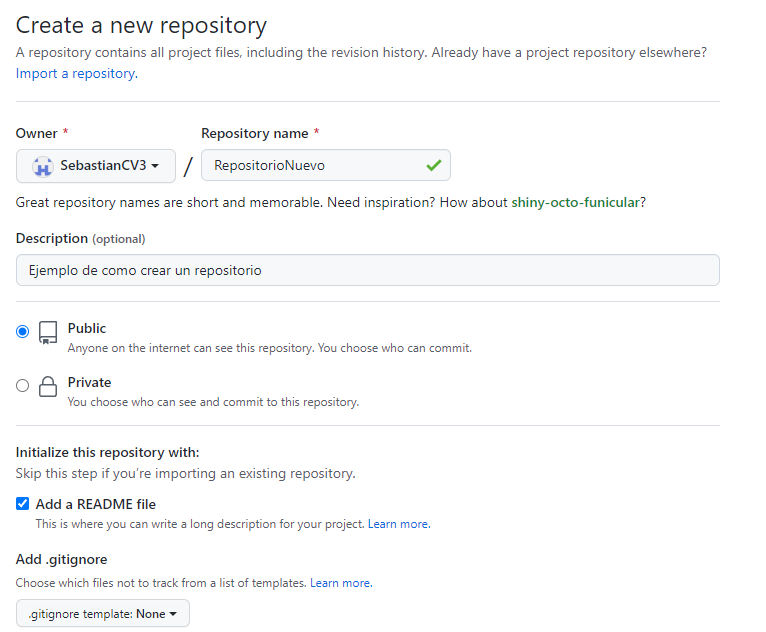 Create a new repository
A repository contains all project files, including the revision history. Already have a project repository elsewhere?
Import a repository.
Owner * Repository name *
SebastianCV3 / RepositorioNuevo
Great repository names are short and memorable. Need inspiration? How about shiny-octo-funicular?
Description (optional)
Ejemplo de como crear un repositorio
Public
Anyone on the internet can see this repository. You choose who can commit.
Private
You choose who can see and commit to this repository.
Initialize this repository with:
Skip this step if you're importing an existing repository.
Add a README file
This is where you can write a long description for your project. Learn more.
Add .gitignore
Choose which files not to track from a list of templates. Learn more.
.gitignore template: None